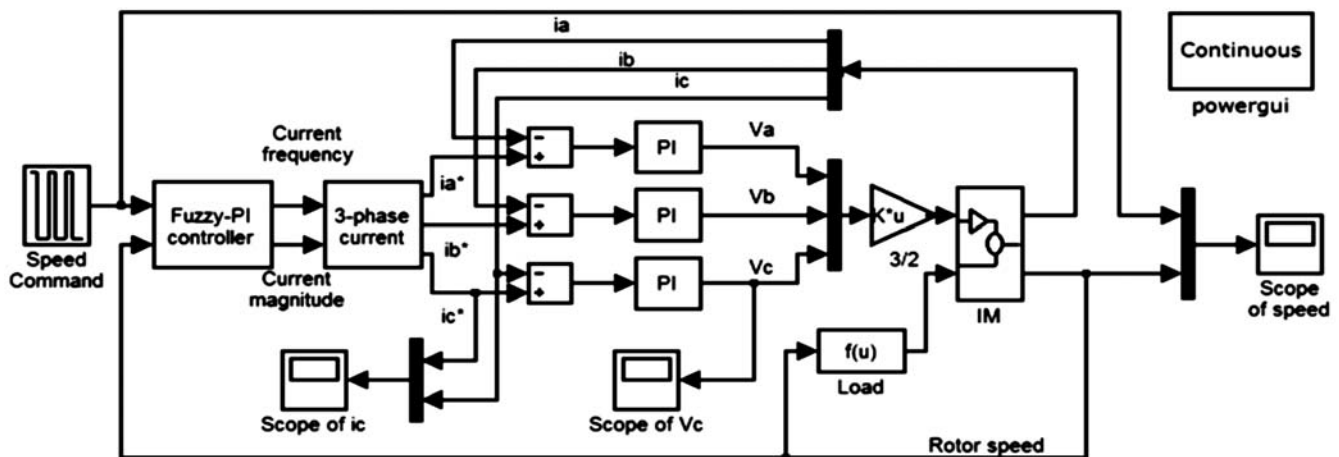 ia
ib
ic
Continuous
powergui
Current
frequency
Speed
Command
Fuzzy-PI
controller
3-phase
current
Current
magnitude
ia*
ib*
ic*
-
+
PI
Va
-
+
PI
Vb
-
+
PI
Vc
K*u
3/2
IM
Scope
of speed
f(u)
Load
Scope of ic
Scope of Vc
Rotor speed